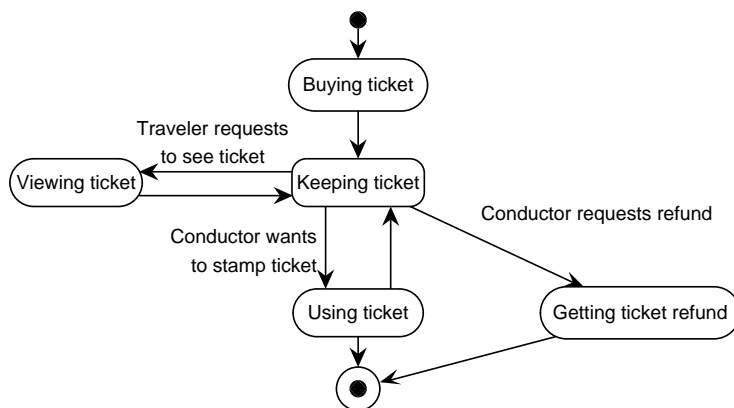 Buying ticket
Traveler requests
to see ticket
Viewing ticket
Keeping ticket
Conductor requests refund
Conductor wants
to stamp ticket
Using ticket
Getting ticket refund